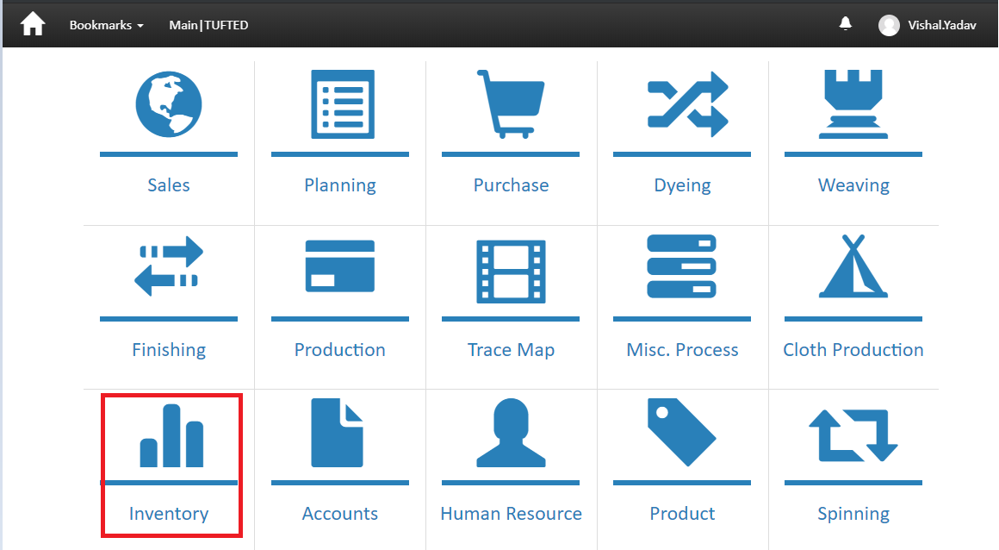 Bookmarks Main|TUFTED Vishal.Yadav
Sales Planning Purchase Dyeing Weaving
Finishing Production Trace Map Misc. Process Cloth Production
Inventory Accounts Human Resource Product Spinning